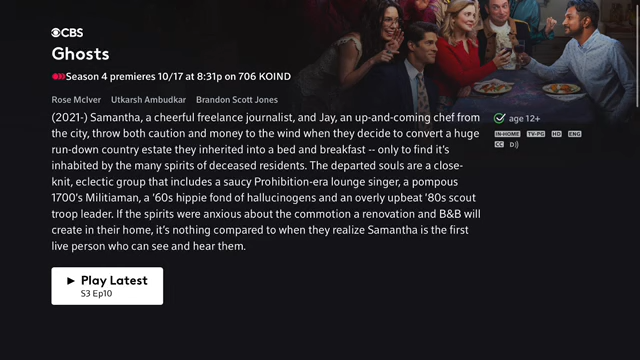 CBS
Ghosts
Season 4 premieres 10/17 at 8:31p on 706 KOIND
Rose McIver Utkarsh Ambudkar Brandon Scott Jones
(2021-) Samantha, a cheerful freelance journalist, and Jay, an up-and-coming chef from
the city, throw both caution and money to the wind when they decide to convert a huge
run-down country estate they inherited into a bed and breakfast -- only to find it's
inhabited by the many spirits of deceased residents. The departed souls are a close-
knit, eclectic group that includes a saucy Prohibition-era lounge singer, a pompous
1700's Militiaman, a '60s hippie fond of hallucinogens and an overly upbeat '80s scout
troop leader. If the spirits were anxious about the commotion a renovation and B&B will
create in their home, it's nothing compared to when they realize Samantha is the first
live person who can see and hear them.
age 12+
IN-HOME TV-PG HD ENG
CC D))
Play Latest
S3 Ep10